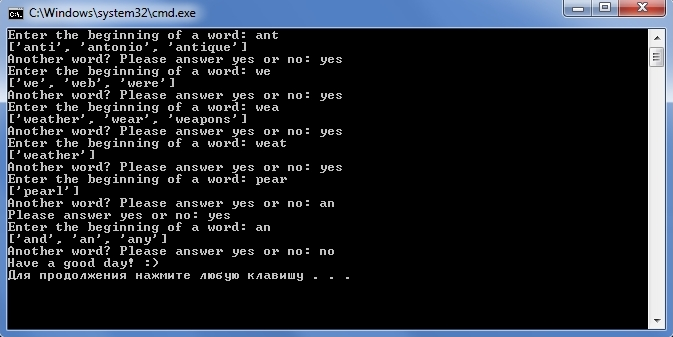 C:\Windows\system32\cmd.exe
Enter the beginning of a word: ant
['anti', 'antonio', 'antique']
Another word? Please answer yes or no: yes
Enter the beginning of a word: we
['we', 'web', 'were']
Another word? Please answer yes or no: yes
Enter the beginning of a word: wea
['weather', 'wear', 'weapons']
Another word? Please answer yes or no: yes
Enter the beginning of a word: weat
['weather']
Another word? Please answer yes or no: yes
Enter the beginning of a word: pear
['pearl']
Another word? Please answer yes or no: an
Please answer yes or no: yes
Enter the beginning of a word: an
['and', 'an', 'any']
Another word? Please answer yes or no: no
Have a good day! :)
Для продолжения нажмите любую клавишу . . .